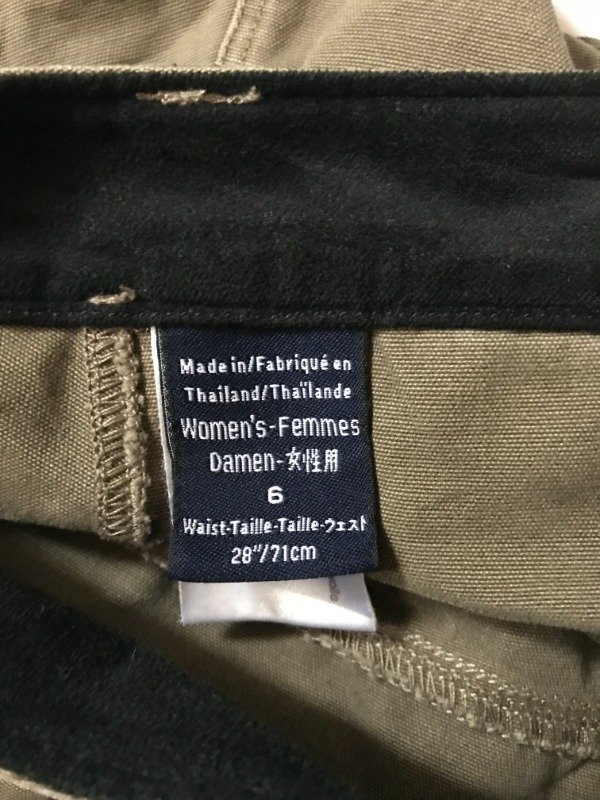 Made in/Fabriqué en
Thailand/Thaïlande
Women's-Femmes
Damen-女性用
6
Waist-Taille-Taille-ウェスト
28"/71cm